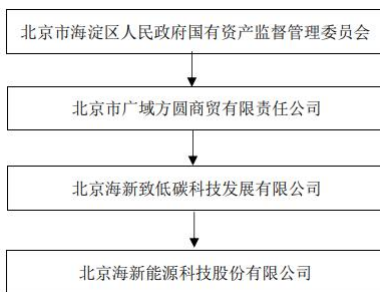 北京市海淀区人民政府国有资产监督管理委员会
北京市广域方圆商贸有限责任公司
北京海新致低碳科技发展有限公司
北京海新能源科技股份有限公司